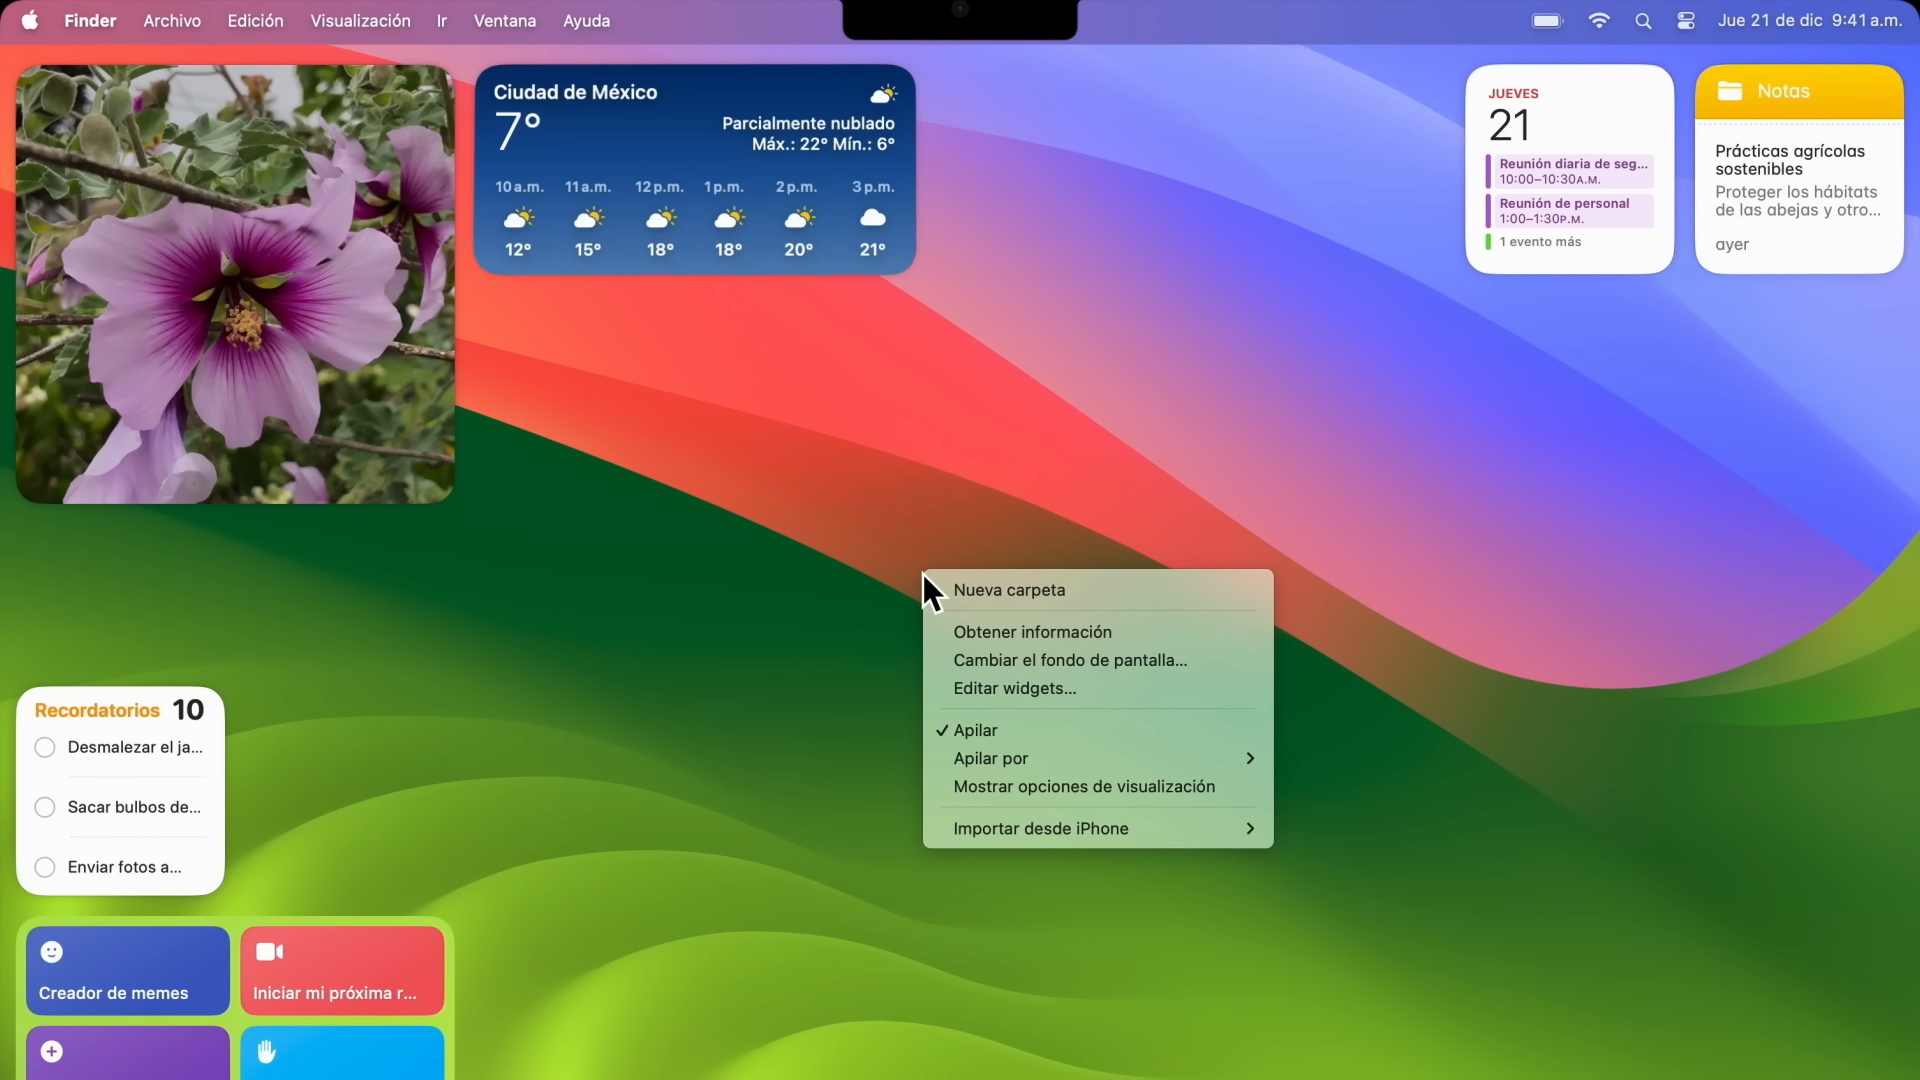 Finder Archivo Edición Visualización Ir Ventana Ayuda
Jue 21 de dic 9:41 a.m.
Ciudad de México
7°
Parcialmente nublado
Máx.: 22° Mín.: 6°
10 a.m. 11 a.m. 12 p.m. 1 p.m. 2 p.m. 3 p.m.
12° 15° 18° 18° 20° 21°
JUEVES
21
Reunión diaria de seg...
10:00–10:30A.M.
Reunión de personal
1:00–1:30P.M.
1 evento más
Notas
Prácticas agrícolas
sostenibles
Proteger los hábitats
de las abejas y otro...
ayer
Nueva carpeta
Obtener información
Cambiar el fondo de pantalla...
Editar widgets...
✓ Apilar
Apilar por
Mostrar opciones de visualización
Importar desde iPhone
Recordatorios 10
Desmalezar el ja...
Sacar bulbos de...
Enviar fotos a...
Creador de memes
Iniciar mi próxima r...